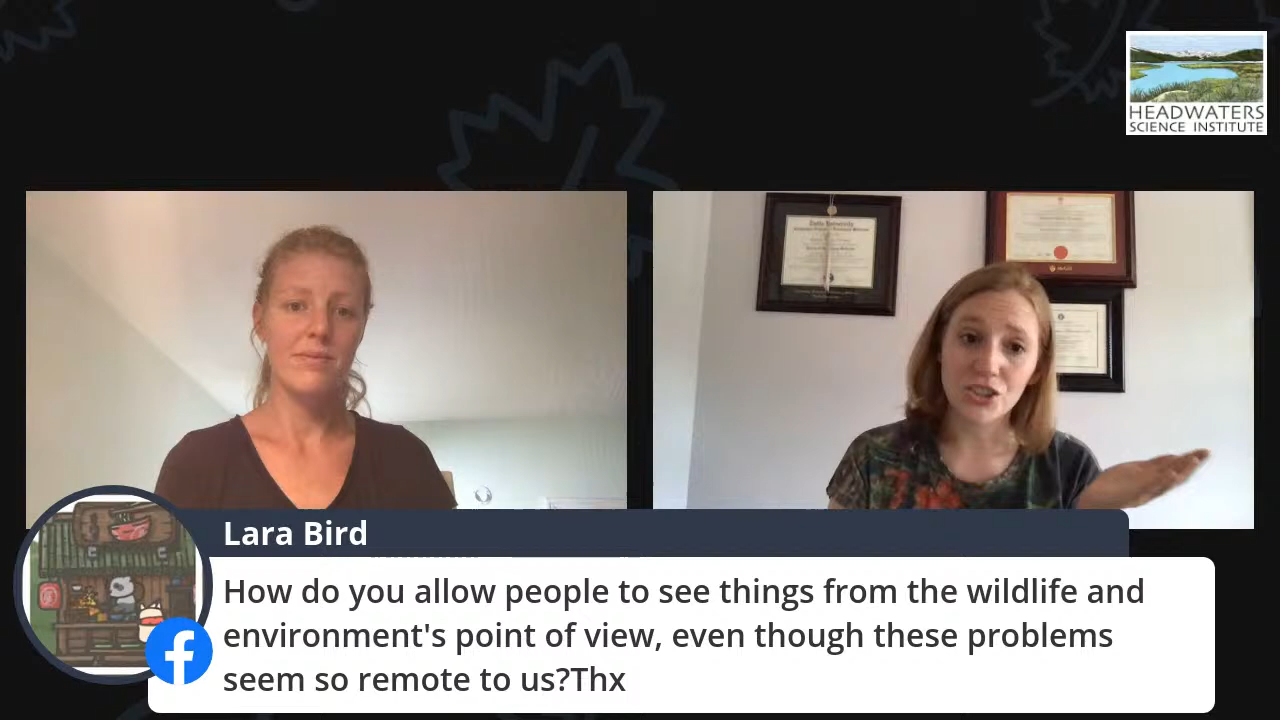 HEADWATERS
SCIENCE INSTITUTE
Lara Bird
How do you allow people to see things from the wildlife and
environment's point of view, even though these problems
seem so remote to us?Thx